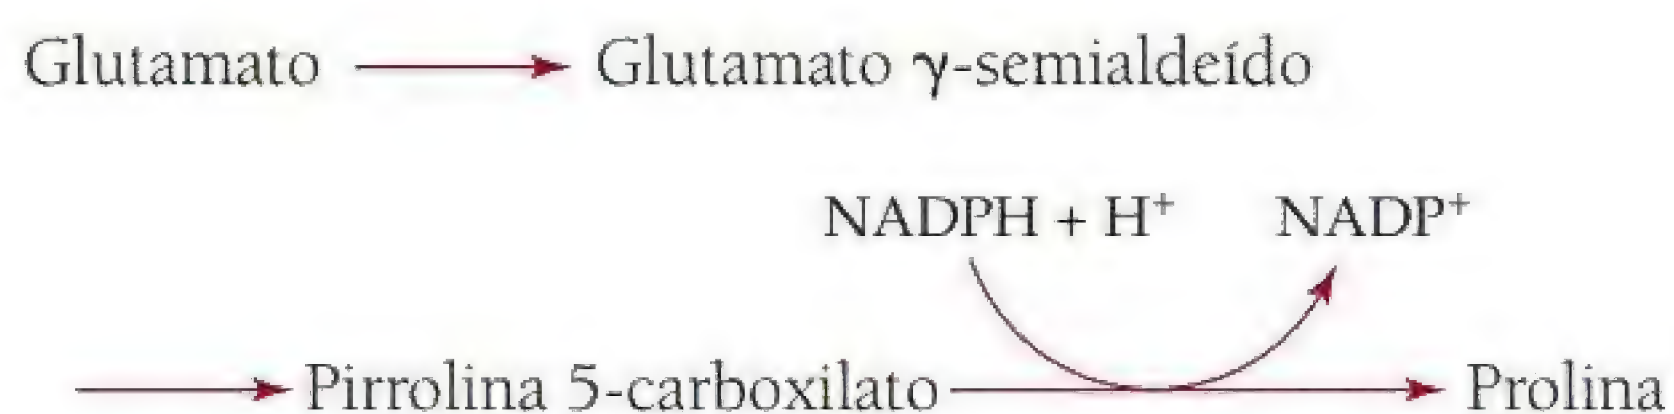 Glutamato → Glutamato γ-semialdeído
NADPH + H⁺ NADP⁺
→ Pirrolina 5-carboxilato → Prolina